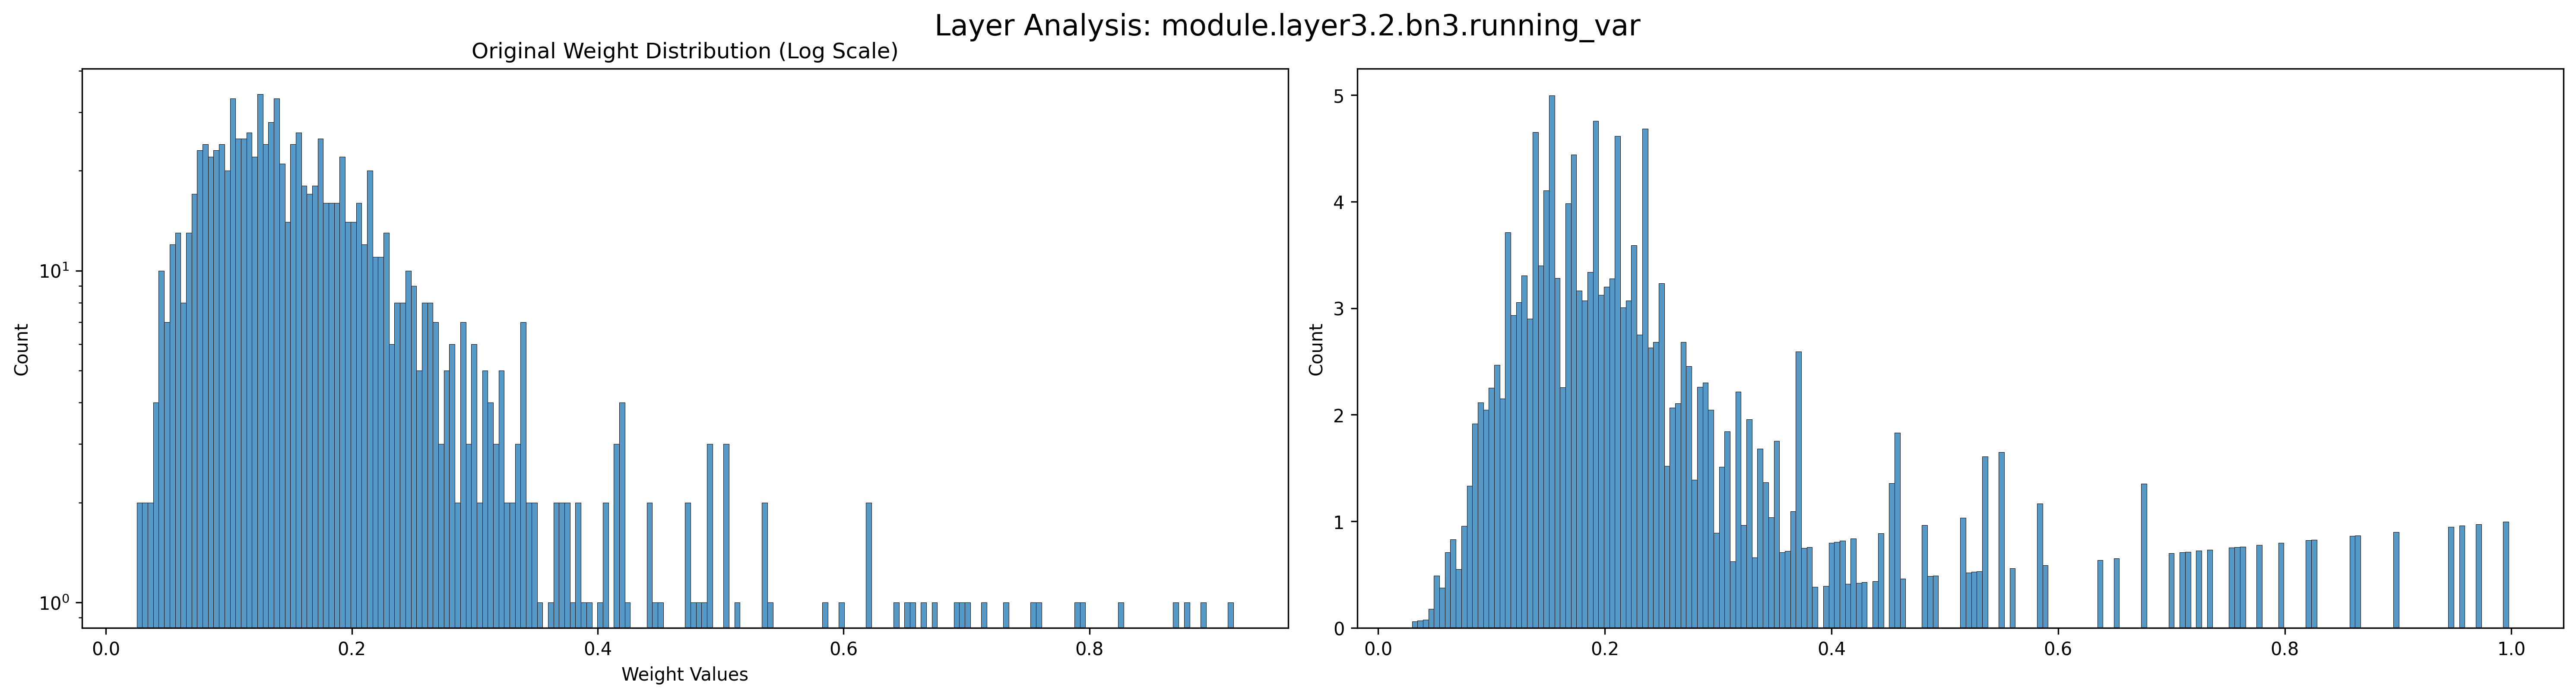 Layer Analysis: module.layer3.2.bn3.running_var
Original Weight Distribution (Log Scale)
Count
10¹
10⁰
0.0 0.2 0.4 0.6 0.8
Weight Values
Count
5
4
3
2
1
0
0.0 0.2 0.4 0.6 0.8 1.0